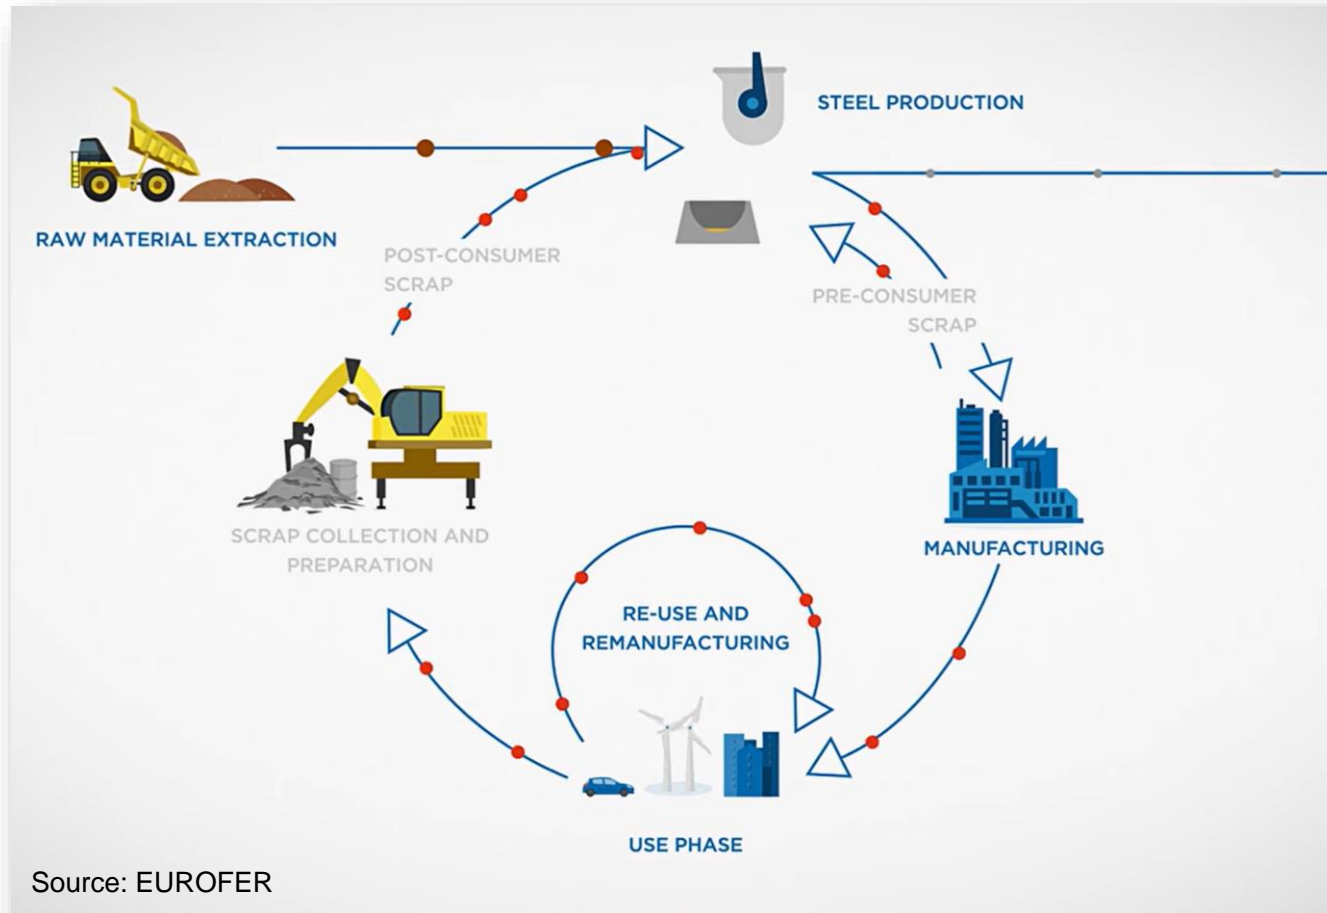 STEEL PRODUCTION
RAW MATERIAL EXTRACTION
POST-CONSUMER
SCRAP
PRE-CONSUMER
SCRAP
SCRAP COLLECTION AND
PREPARATION
MANUFACTURING
RE-USE AND
REMANUFACTURING
USE PHASE
Source: EUROFER